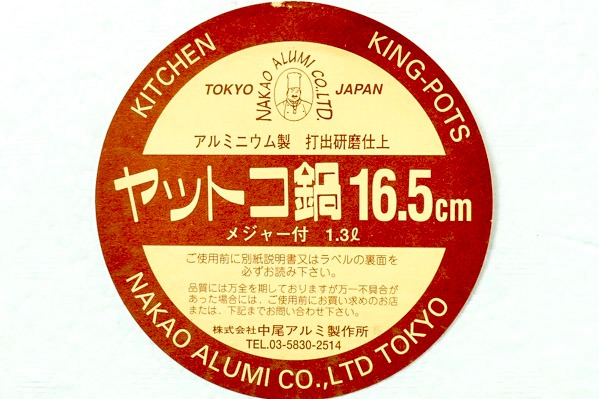 KITCHEN KING-POTS
NAKAO ALUMI CO.LTD.
TOKYO JAPAN
アルミニウム製 打出研磨仕上
ヤットコ鍋16.5cm
メジャー付 1.3ℓ
ご使用前に別紙説明書又はラベルの裏面を
必ずお読み下さい。
品質には万全を期しておりますが万一不具合が
あった場合には、ご使用前にお買い求めのお店
または、下記までお問い合わせ下さい。
株式会社中尾アルミ製作所
TEL.03-5830-2514
NAKAO ALUMI CO.,LTD TOKYO